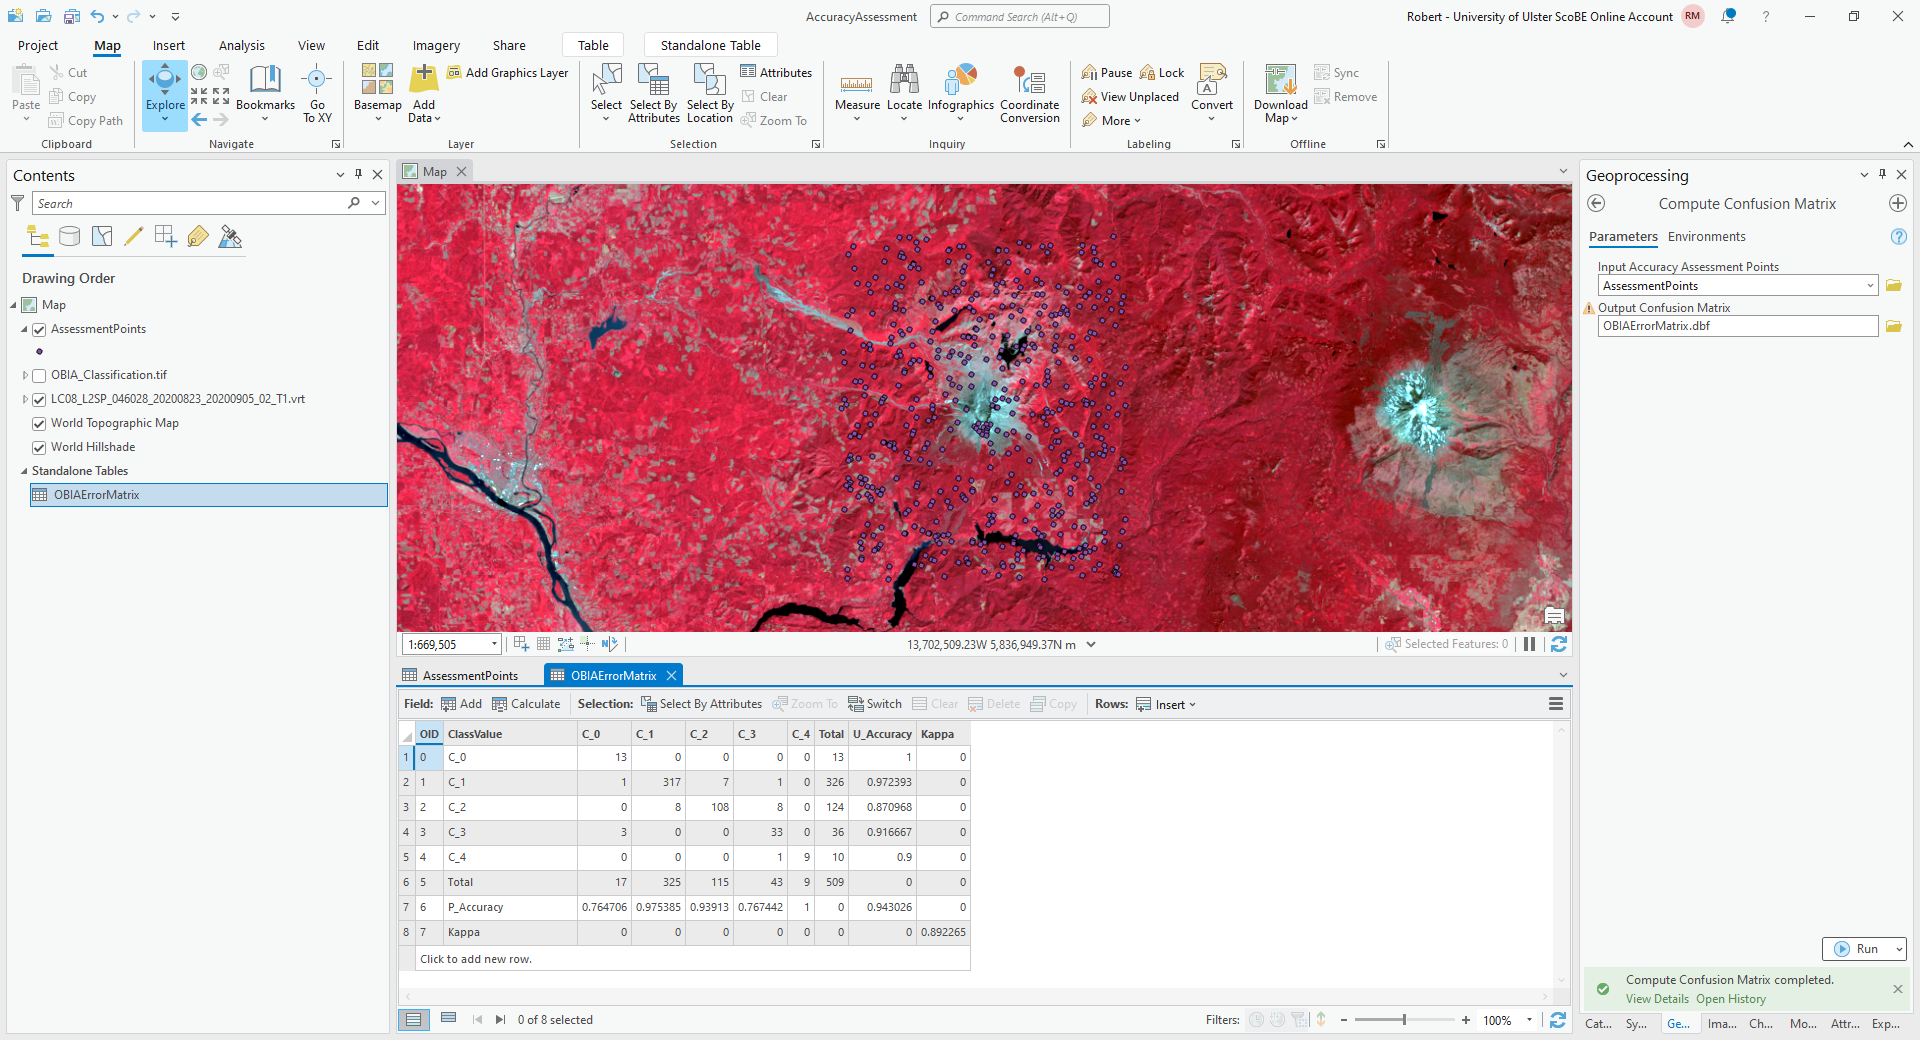 AccuracyAssessment
Command Search (Alt+Q)
Robert - University of Ulster ScoBE Online Account
RM
?
Project
Map
Insert
Analysis
View
Edit
Imagery
Share
Table
Standalone Table
Paste
Cut
Copy
Copy Path
Clipboard
Explore
Bookmarks
Go To XY
Navigate
Basemap
Add Data
Add Graphics Layer
Layer
Select
Select By Attributes
Select By Location
Attributes
Clear
Zoom To
Selection
Measure
Locate
Infographics
Coordinate Conversion
Inquiry
Pause
Lock
View Unplaced
More
Convert
Labeling
Download Map
Sync
Remove
Offline
Contents
Search
Drawing Order
Map
AssessmentPoints
OBIA_Classification.tif
LC08_L2SP_046028_20200823_20200905_02_T1.vrt
World Topographic Map
World Hillshade
Standalone Tables
OBIAErrorMatrix
Map
1:669,505
13,702,509.23W 5,836,949.37N m
Selected Features: 0
AssessmentPoints
OBIAErrorMatrix
Field: Add Calculate Selection: Select By Attributes Zoom To Switch Clear Delete Copy Rows: Insert
OID ClassValue C_0 C_1 C_2 C_3 C_4 Total U_Accuracy Kappa
1 0 C_0 13 0 0 0 0 13 1 0
2 1 C_1 1 317 7 1 0 326 0.972393 0
3 2 C_2 0 8 108 8 0 124 0.870968 0
4 3 C_3 3 0 0 33 0 36 0.916667 0
5 4 C_4 0 0 0 1 9 10 0.9 0
6 5 Total 17 325 115 43 9 509 0 0
7 6 P_Accuracy 0.764706 0.975385 0.93913 0.767442 1 0 0.943026 0
8 7 Kappa 0 0 0 0 0 0 0 0.892265
Click to add new row.
0 of 8 selected
Filters:
100%
Geoprocessing
Compute Confusion Matrix
Parameters
Environments
?
Input Accuracy Assessment Points
AssessmentPoints
Output Confusion Matrix
OBIAErrorMatrix.dbf
Run
Compute Confusion Matrix completed.
View Details Open History
Cat... Sy... Ge... Ima... Ch... Mo... Attr... Exp...